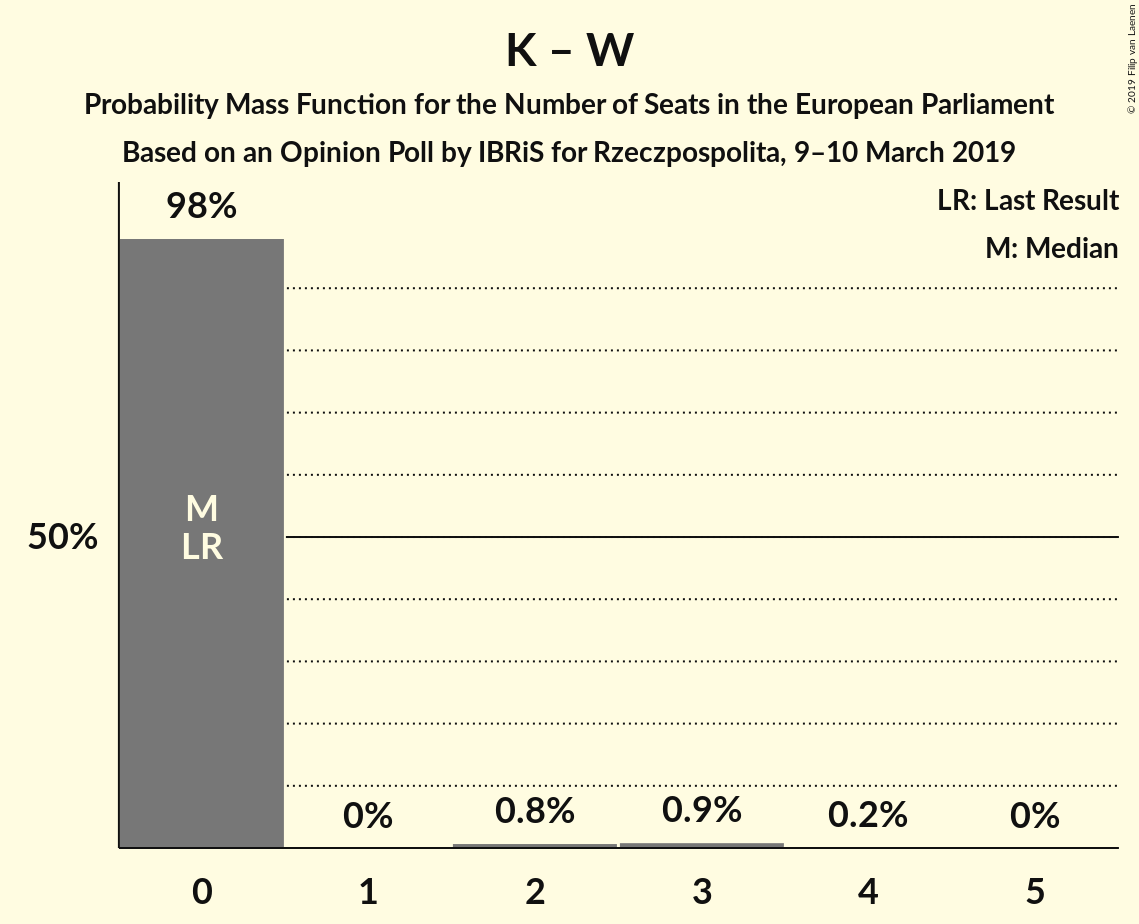 K – W
Probability Mass Function for the Number of Seats in the European Parliament
Based on an Opinion Poll by IBRiS for Rzeczpospolita, 9–10 March 2019
© 2019 Filip van Laenen
LR: Last Result
M: Median
98%
M
LR
50%
0%
0.8%
0.9%
0.2%
0%
0
1
2
3
4
5